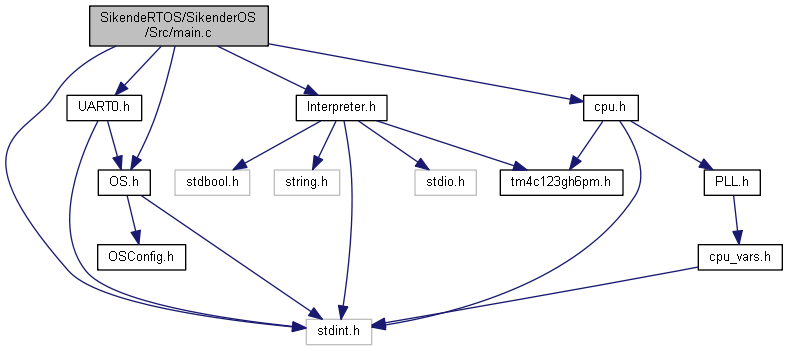 SikendeRTOS/SikenderOS
/Src/main.c
UART0.h
Interpreter.h
cpu.h
OS.h
stdbool.h
string.h
stdio.h
tm4c123gh6pm.h
PLL.h
OSConfig.h
cpu_vars.h
stdint.h